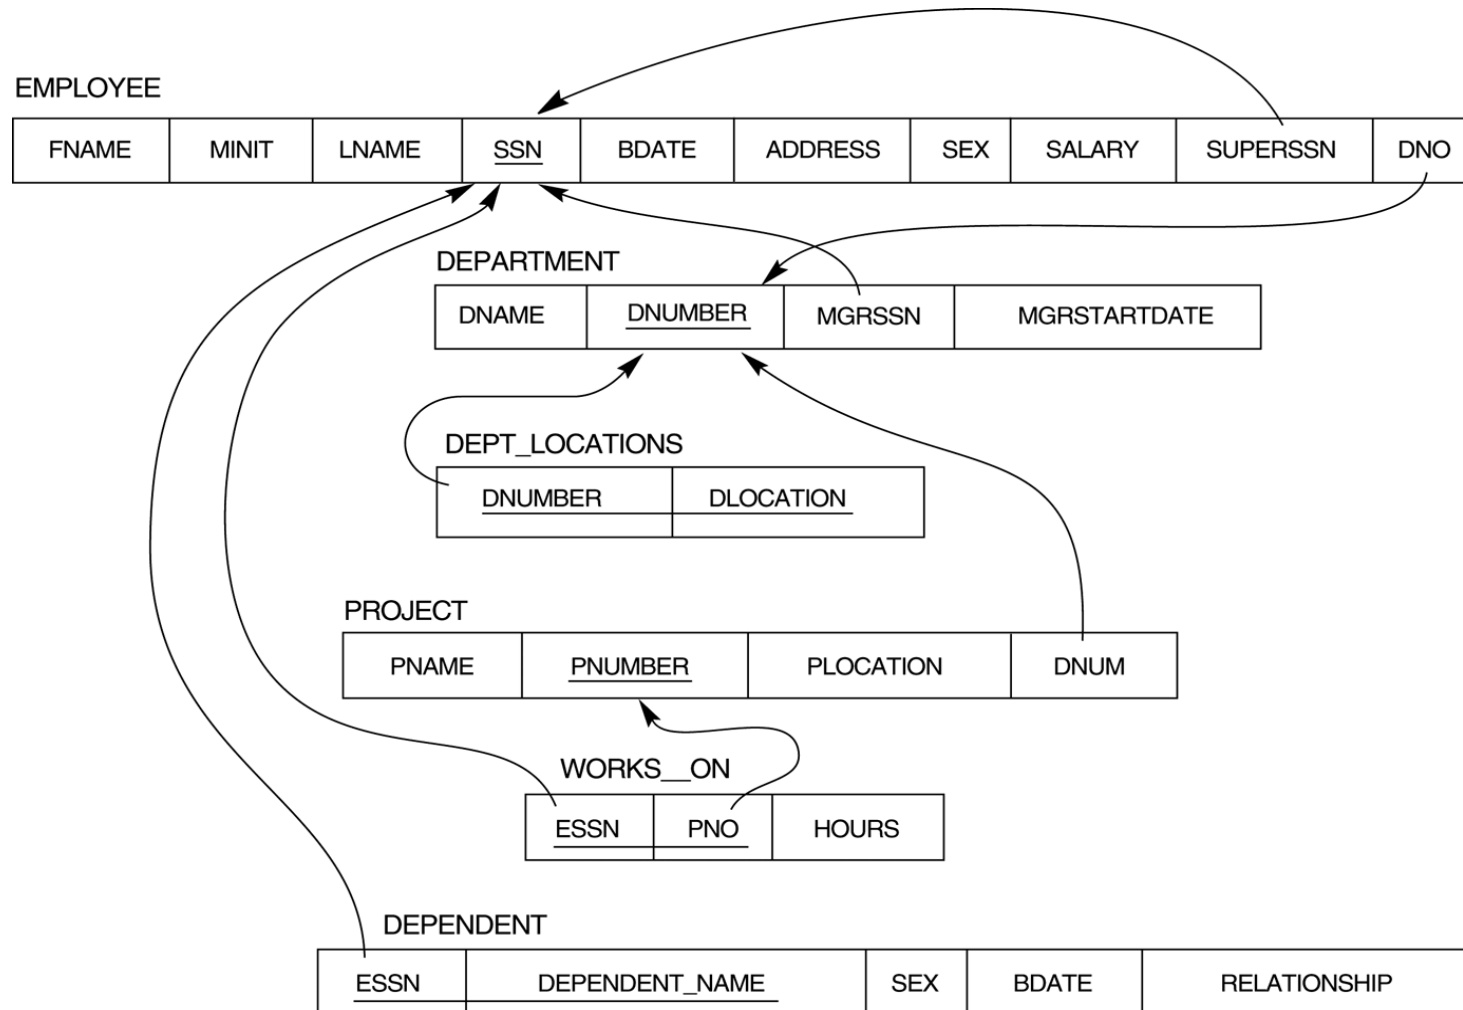 EMPLOYEE
FNAME MINIT LNAME SSN BDATE ADDRESS SEX SALARY SUPERSSN DNO
DEPARTMENT
DNAME DNUMBER MGRSSN MGRSTARTDATE
DEPT_LOCATIONS
DNUMBER DLOCATION
PROJECT
PNAME PNUMBER PLOCATION DNUM
WORKS__ON
ESSN PNO HOURS
DEPENDENT
ESSN DEPENDENT_NAME SEX BDATE RELATIONSHIP